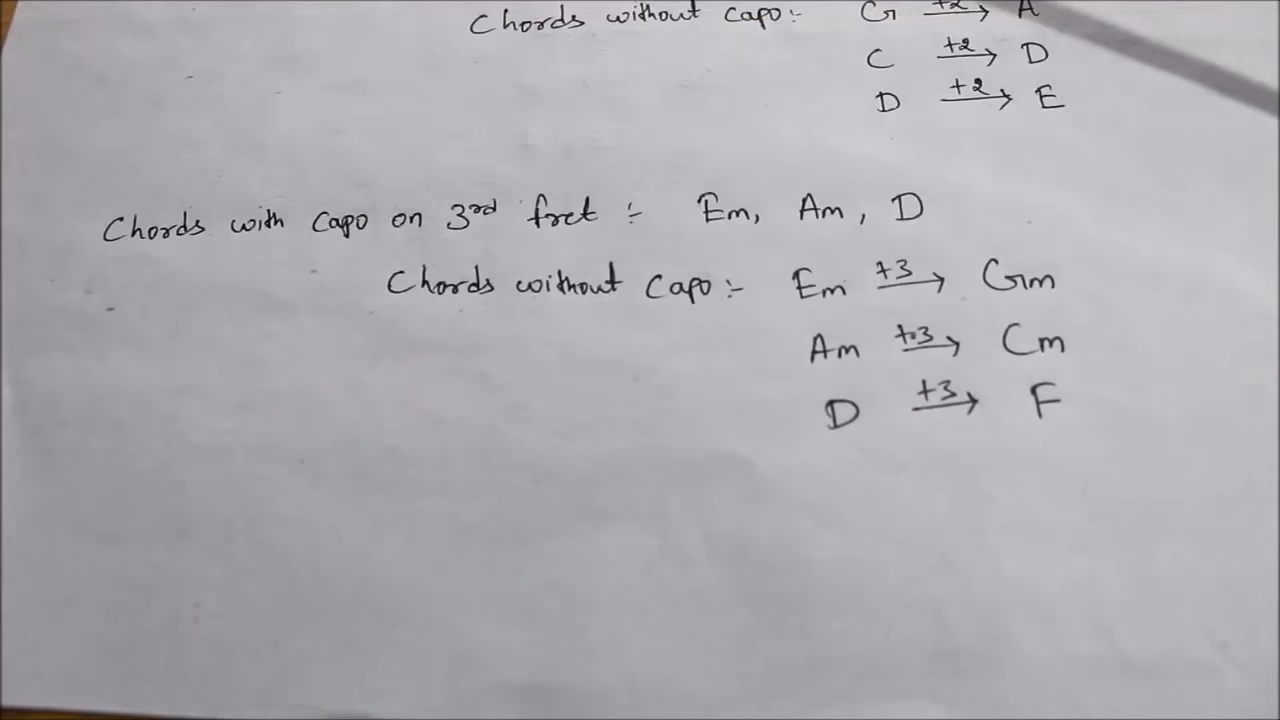 Chords without Capo:- G +2→ A
C +2→ D
D +2→ E
Chords with Capo on 3rd fret :- Em, Am, D
Chords without Capo:- Em +3→ Gm
Am +3→ Cm
D +3→ F